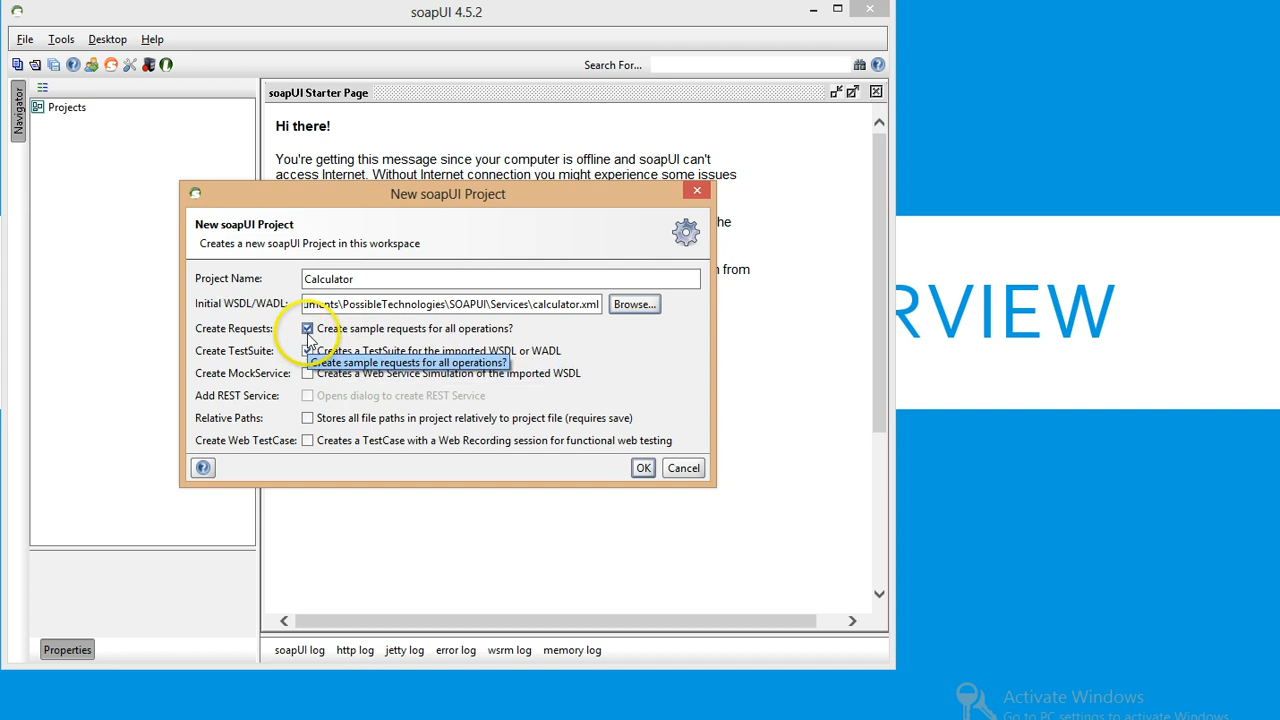 soapUI 4.5.2
File Tools Desktop Help
Search For...
Navigator
Projects
soapUI Starter Page
Hi there!
You're getting this message since your computer is offline and soapUI can't
access Internet. Without Internet connection you might experience some issues
New soapUI Project
New soapUI Project
Creates a new soapUI Project in this workspace
the
from
Project Name: Calculator
Initial WSDL/WADL: \PossibleTechnologies\SOAPUI\Services\calculator.xml Browse...
Create Requests: Create sample requests for all operations?
Create TestSuite: Creates a TestSuite for the imported WSDL or WADL
Create sample requests for all operations?
Create MockService: Creates a Web Service Simulation of the imported WSDL
Add REST Service: Opens dialog to create REST Service
Relative Paths: Stores all file paths in project relatively to project file (requires save)
Create Web TestCase: Creates a TestCase with a Web Recording session for functional web testing
OK Cancel
RVIEW
Properties
soapUI log http log jetty log error log wsrm log memory log
Activate Windows
Go to PC settings to activate Windows.